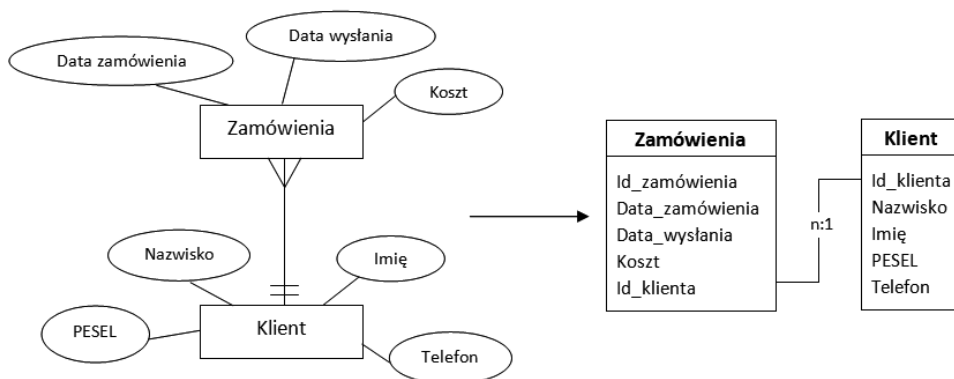 Data wysłania
Data zamówienia
Koszt
Zamówienia
Nazwisko
Imię
PESEL
Klient
Telefon
Zamówienia
Id_zamówienia
Data_zamówienia
Data_wysłania
Koszt
Id_klienta
n:1
Klient
Id_klienta
Nazwisko
Imię
PESEL
Telefon